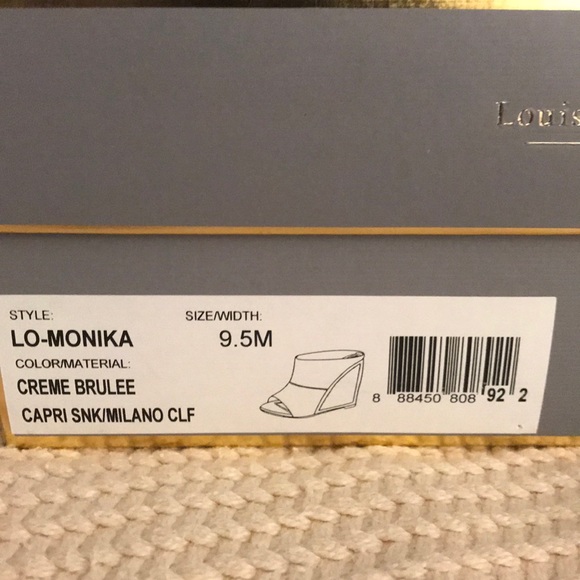 Louis
STYLE: SIZE/WIDTH:
LO-MONIKA 9.5M
COLOR/MATERIAL:
CREME BRULEE
CAPRI SNK/MILANO CLF
8 88450 808 92 2